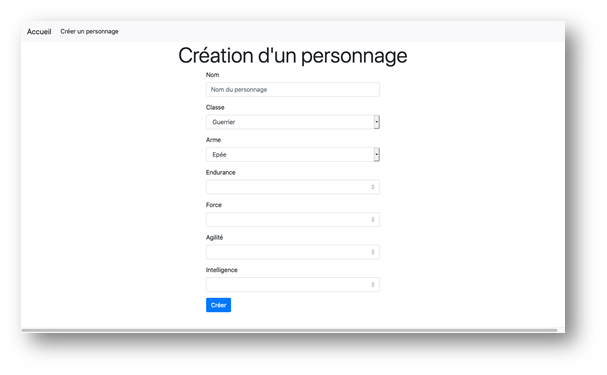 Accueil Créer un personnage
Création d'un personnage
Nom
Nom du personnage
Classe
Guerrier
Arme
Epée
Endurance
Force
Agilité
Intelligence
Créer